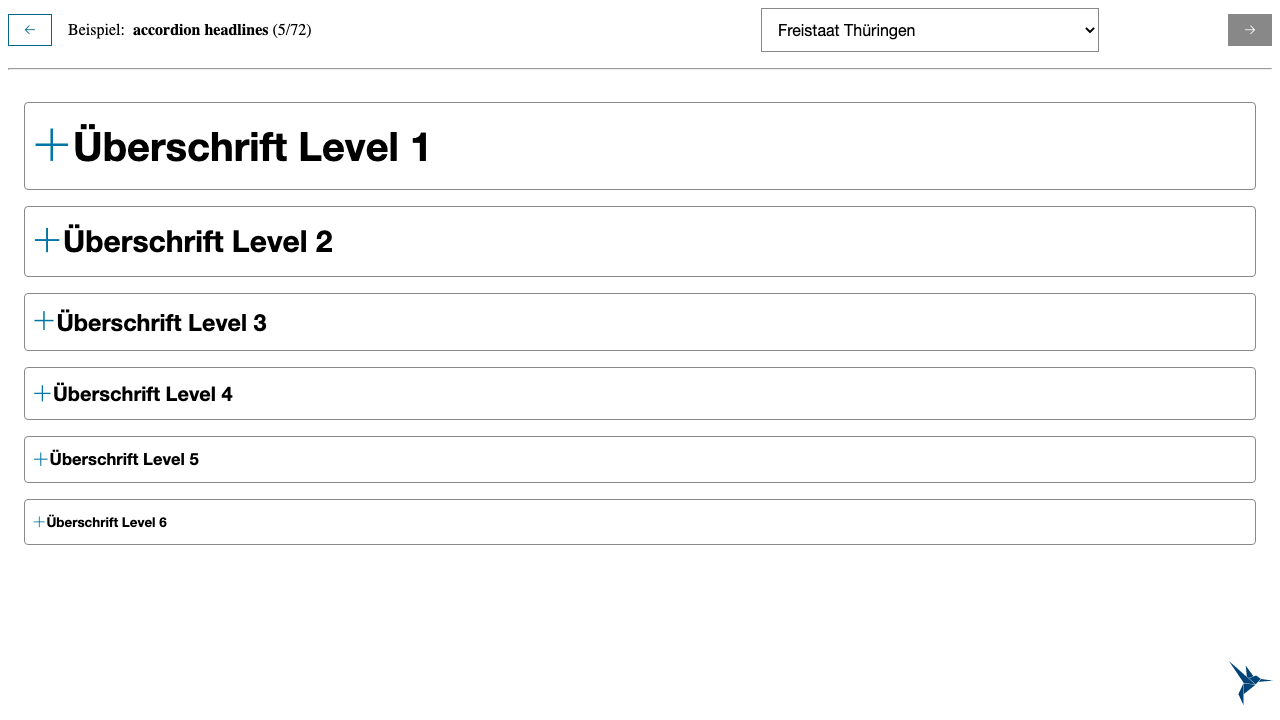 ← Beispiel: accordion headlines (5/72) Freistaat Thüringen →
Überschrift Level 1
Überschrift Level 2
Überschrift Level 3
Überschrift Level 4
Überschrift Level 5
Überschrift Level 6